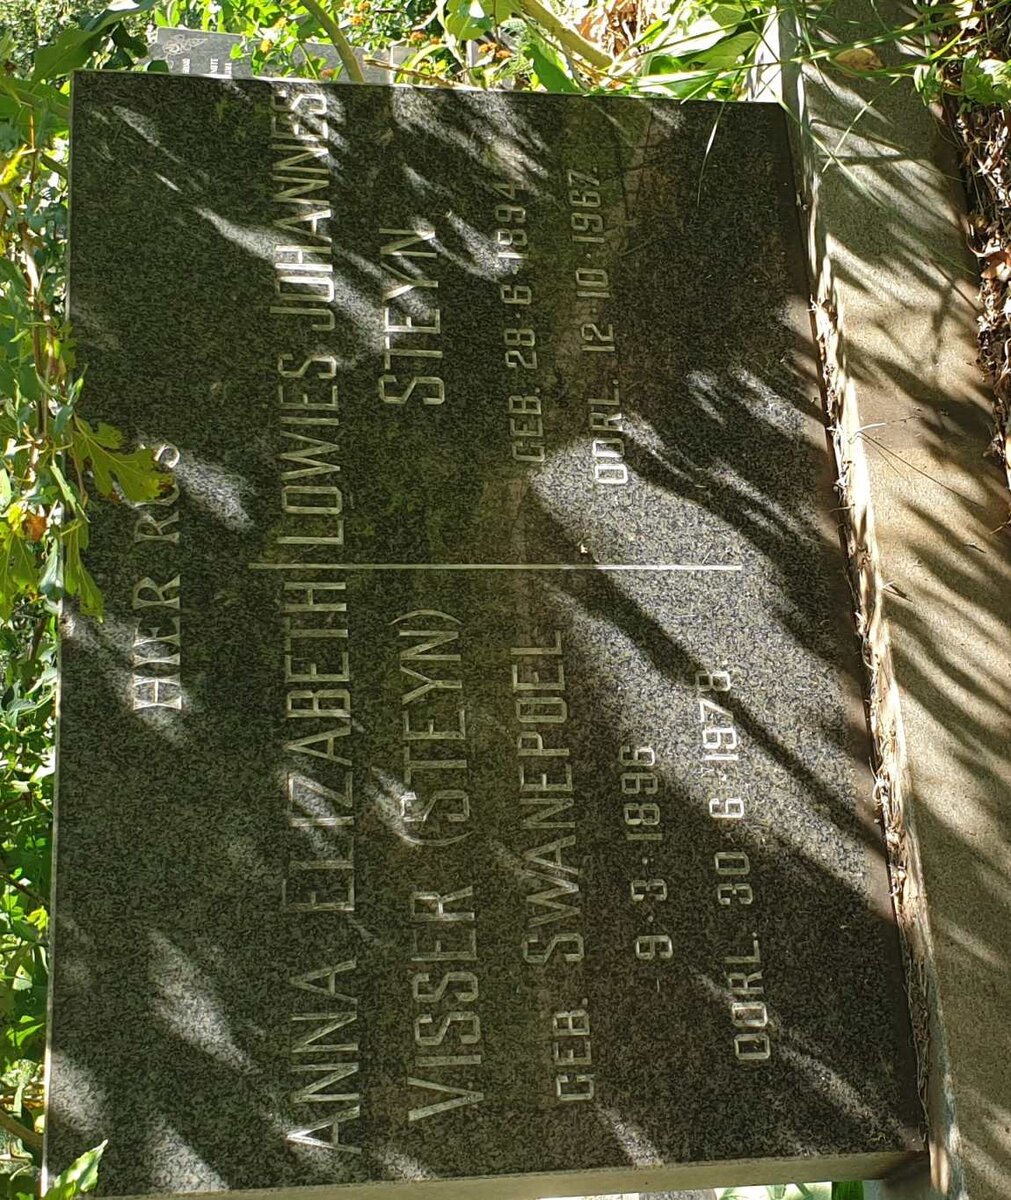 HIER RUS
ANNA ELIZABETH
VISSER (STEYN)
GEB. SWANEPOEL
9·3·1896
OORL. 30·6·1978
LOWIES JOHANNES
STEYN
GEB. 28·6·1894
OORL. 12·10·1967.